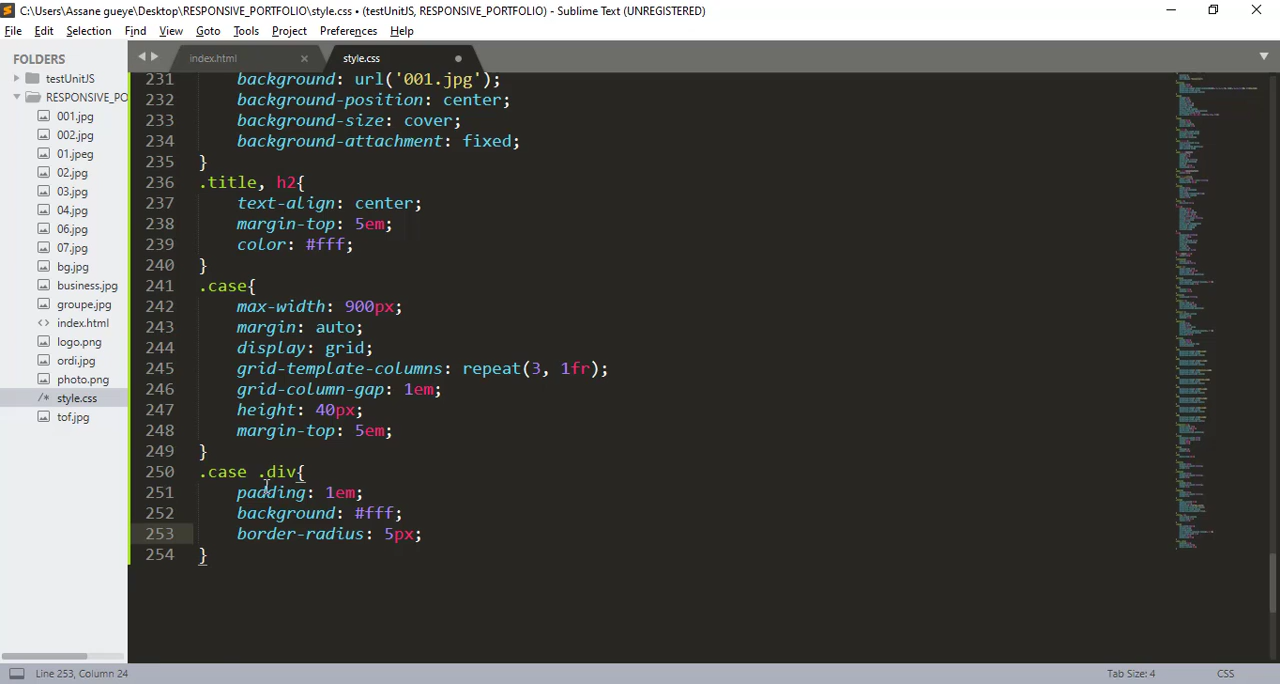 C:\Users\Assane gueye\Desktop\RESPONSIVE_PORTFOLIO\style.css • (testUnitJS, RESPONSIVE_PORTFOLIO) - Sublime Text (UNREGISTERED)
File Edit Selection Find View Goto Tools Project Preferences Help
FOLDERS
testUnitJS
RESPONSIVE_PO
001.jpg
002.jpg
01.jpeg
02.jpg
03.jpg
04.jpg
06.jpg
07.jpg
bg.jpg
business.jpg
groupe.jpg
<> index.html
logo.png
ordi.jpg
photo.png
/* style.css
tof.jpg
index.html × style.css
231 background: url('001.jpg');
232 background-position: center;
233 background-size: cover;
234 background-attachment: fixed;
235 }
236 .title, h2{
237 text-align: center;
238 margin-top: 5em;
239 color: #fff;
240 }
241 .case{
242 max-width: 900px;
243 margin: auto;
244 display: grid;
245 grid-template-columns: repeat(3, 1fr);
246 grid-column-gap: 1em;
247 height: 40px;
248 margin-top: 5em;
249 }
250 .case .div{
251 padding: 1em;
252 background: #fff;
253 border-radius: 5px;
254 }
Line 253, Column 24 Tab Size: 4 CSS